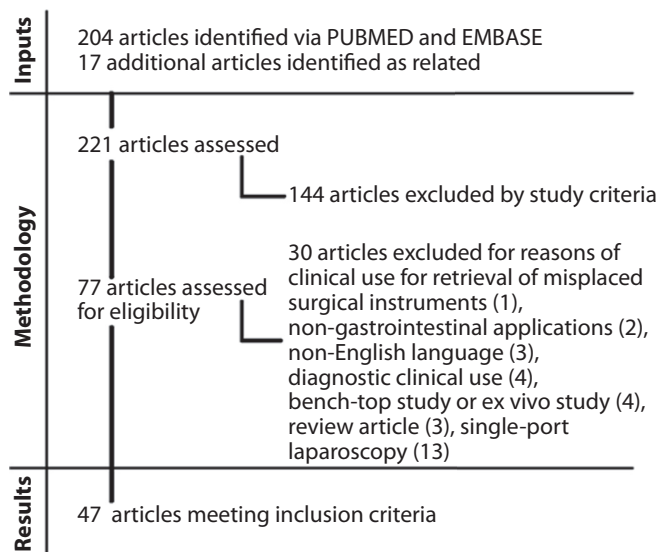 Inputs
204 articles identified via PUBMED and EMBASE
17 additional articles identified as related
Methodology
221 articles assessed
144 articles excluded by study criteria
77 articles assessed
for eligibility
30 articles excluded for reasons of
clinical use for retrieval of misplaced
surgical instruments (1),
non-gastrointestinal applications (2),
non-English language (3),
diagnostic clinical use (4),
bench-top study or ex vivo study (4),
review article (3), single-port
laparoscopy (13)
Results
47 articles meeting inclusion criteria